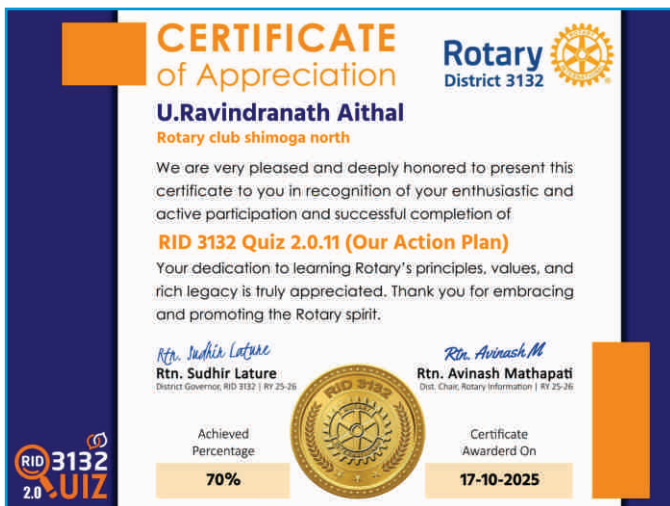 CERTIFICATE
of Appreciation
Rotary
District 3132
U.Ravindranath Aithal
Rotary club shimoga north
We are very pleased and deeply honored to present this
certificate to you in recognition of your enthusiastic and
active participation and successful completion of
RID 3132 Quiz 2.0.11 (Our Action Plan)
Your dedication to learning Rotary's principles, values, and
rich legacy is truly appreciated. Thank you for embracing
and promoting the Rotary spirit.
Rtn. Sudhir Lature
Rtn. Avinash M
Rtn. Sudhir Lature
Rtn. Avinash Mathapati
District Governor, RID 3132 | RY 25-26
Dist. Chair, Rotary Information | RY 25-26
RID 3132
Achieved
Percentage
70%
Certificate
Awarderd On
17-10-2025
RID 3132
2.0 QUIZ